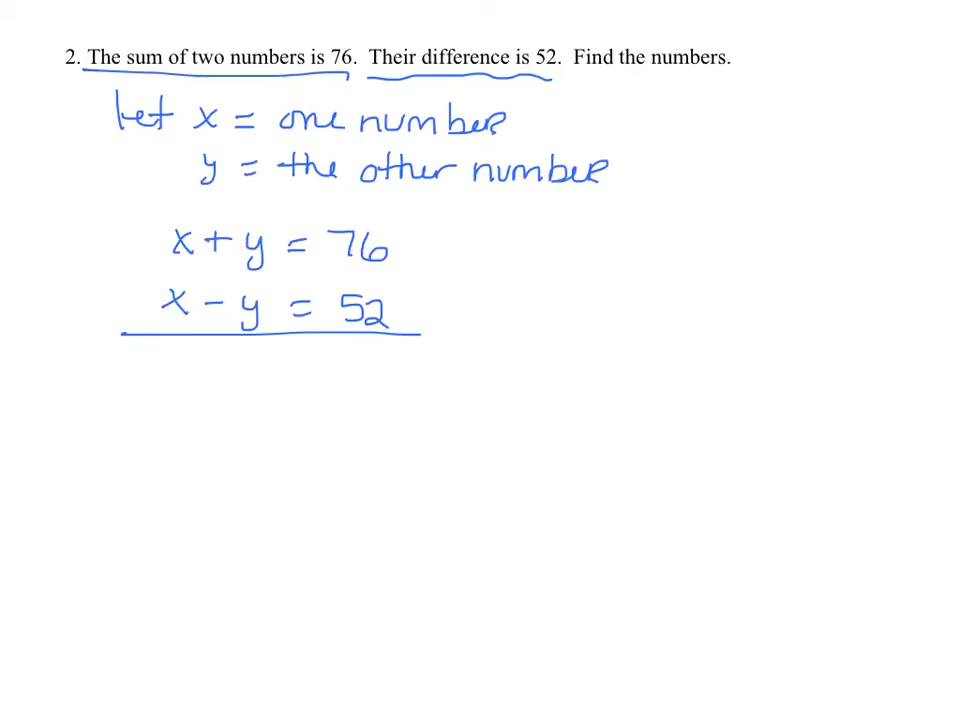 2. The sum of two numbers is 76. Their difference is 52. Find the numbers.
Let x = one number
y = the other number
x + y = 76
x - y = 52